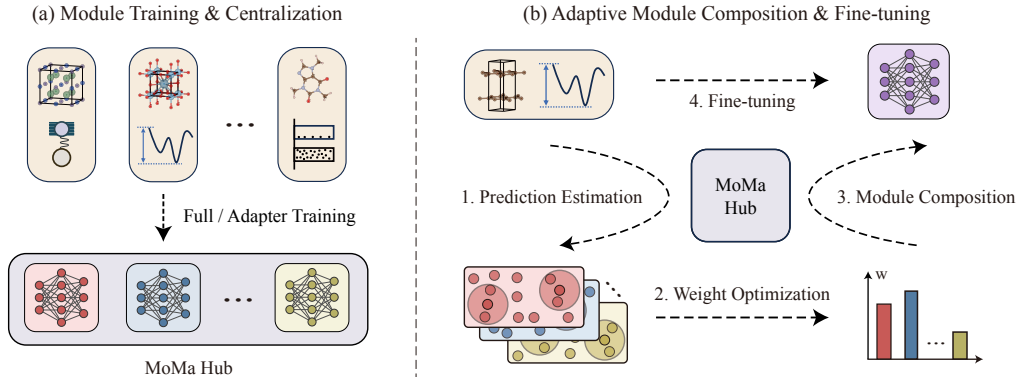 (a) Module Training & Centralization
Full / Adapter Training
MoMa Hub
(b) Adaptive Module Composition & Fine-tuning
4. Fine-tuning
1. Prediction Estimation
MoMa
Hub
3. Module Composition
2. Weight Optimization
w